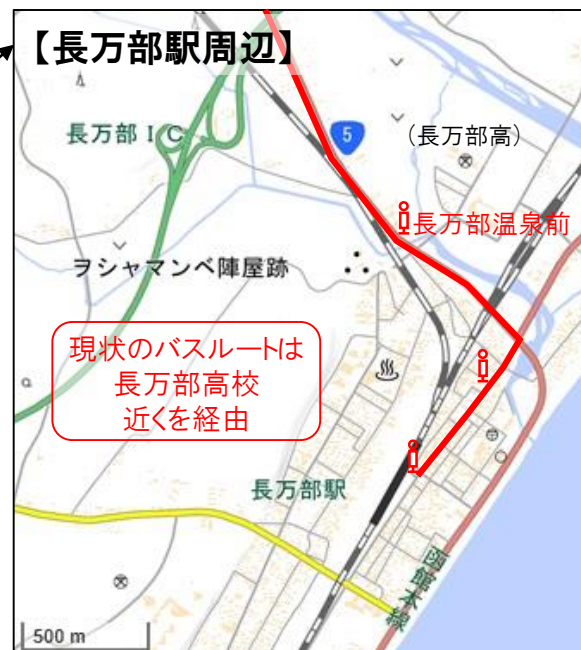 【長万部駅周辺】
長万部IC
5
(長万部高)
長万部温泉前
ヲシャマンベ陣屋跡
現状のバスルートは
長万部高校
近くを経由
長万部駅
函館本線
500 m